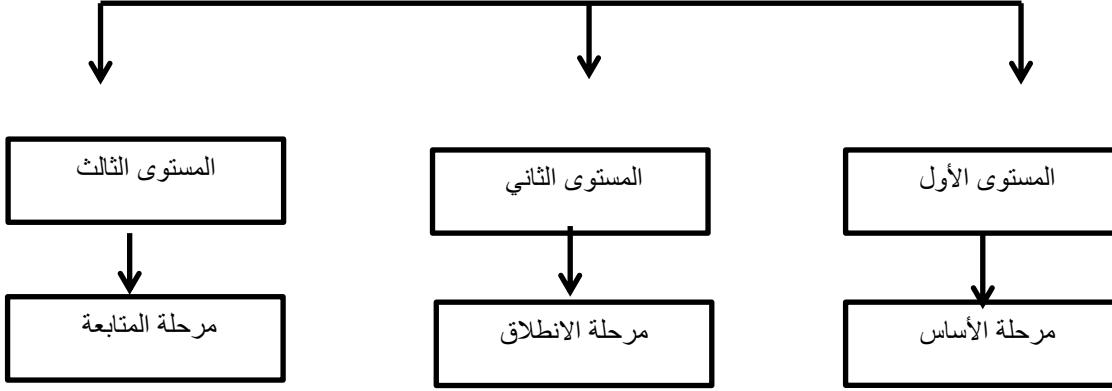 المستوى الأول
المستوى الثاني
المستوى الثالث
مرحلة الأساس
مرحلة الانطلاق
مرحلة المتابعة